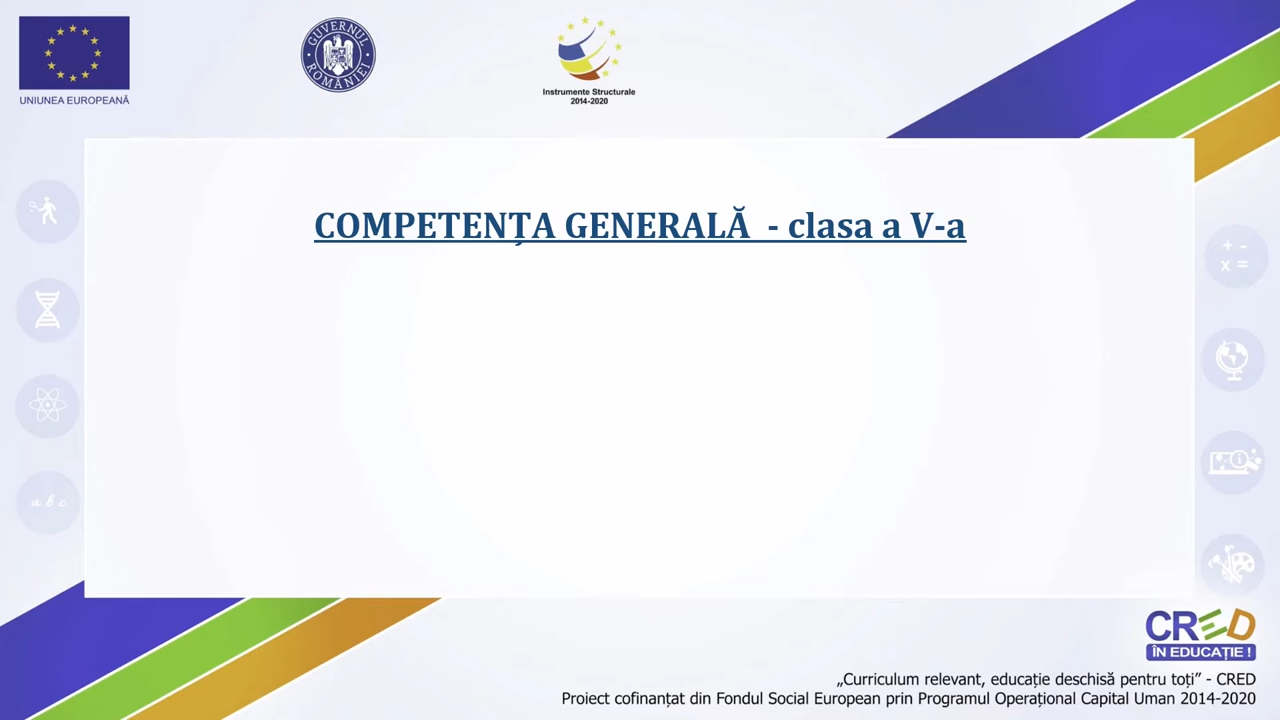 UNIUNEA EUROPEANĂ
GUVERNUL ROMÂNIEI
Instrumente Structurale
2014-2020
COMPETENȚA GENERALĂ - clasa a V-a
+ -
x =
a b c
CRED
ÎN EDUCAȚIE !
„Curriculum relevant, educație deschisă pentru toți” - CRED
Proiect cofinanțat din Fondul Social European prin Programul Operațional Capital Uman 2014-2020